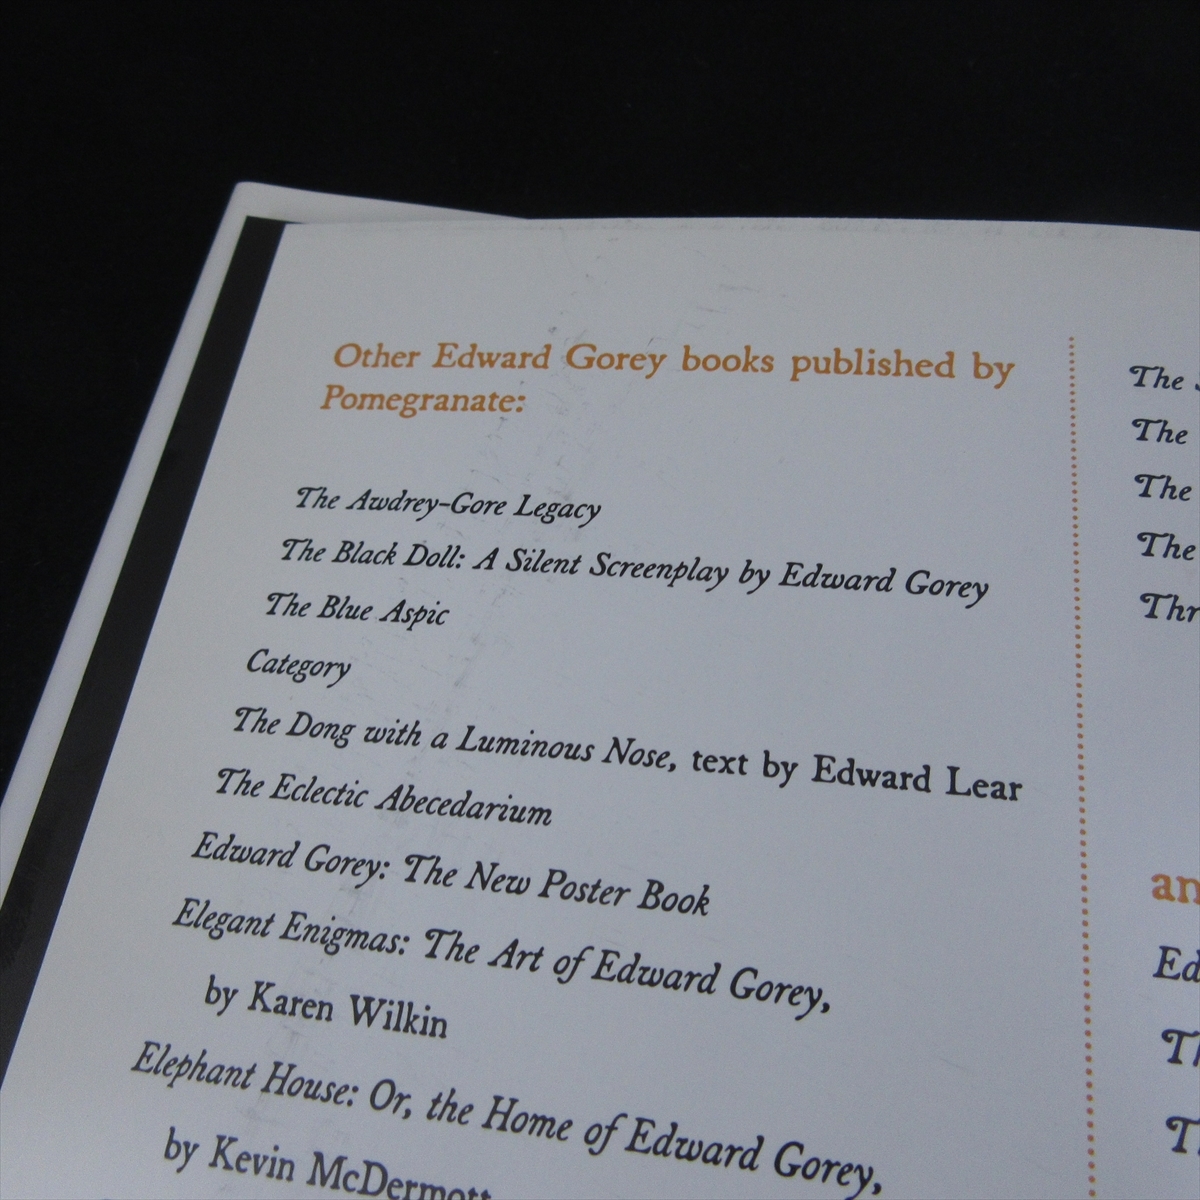 Other Edward Gorey books published by
Pomegranate:
The Awdrey-Gore Legacy
The Black Doll: A Silent Screenplay by Edward Gorey
The Blue Aspic
Category
The Dong with a Luminous Nose, text by Edward Lear
The Eclectic Abecedarium
Edward Gorey: The New Poster Book
Elegant Enigmas: The Art of Edward Gorey,
by Karen Wilkin
Elephant House: Or, the Home of Edward Gorey,
by Kevin McDermott
The
The
The
The